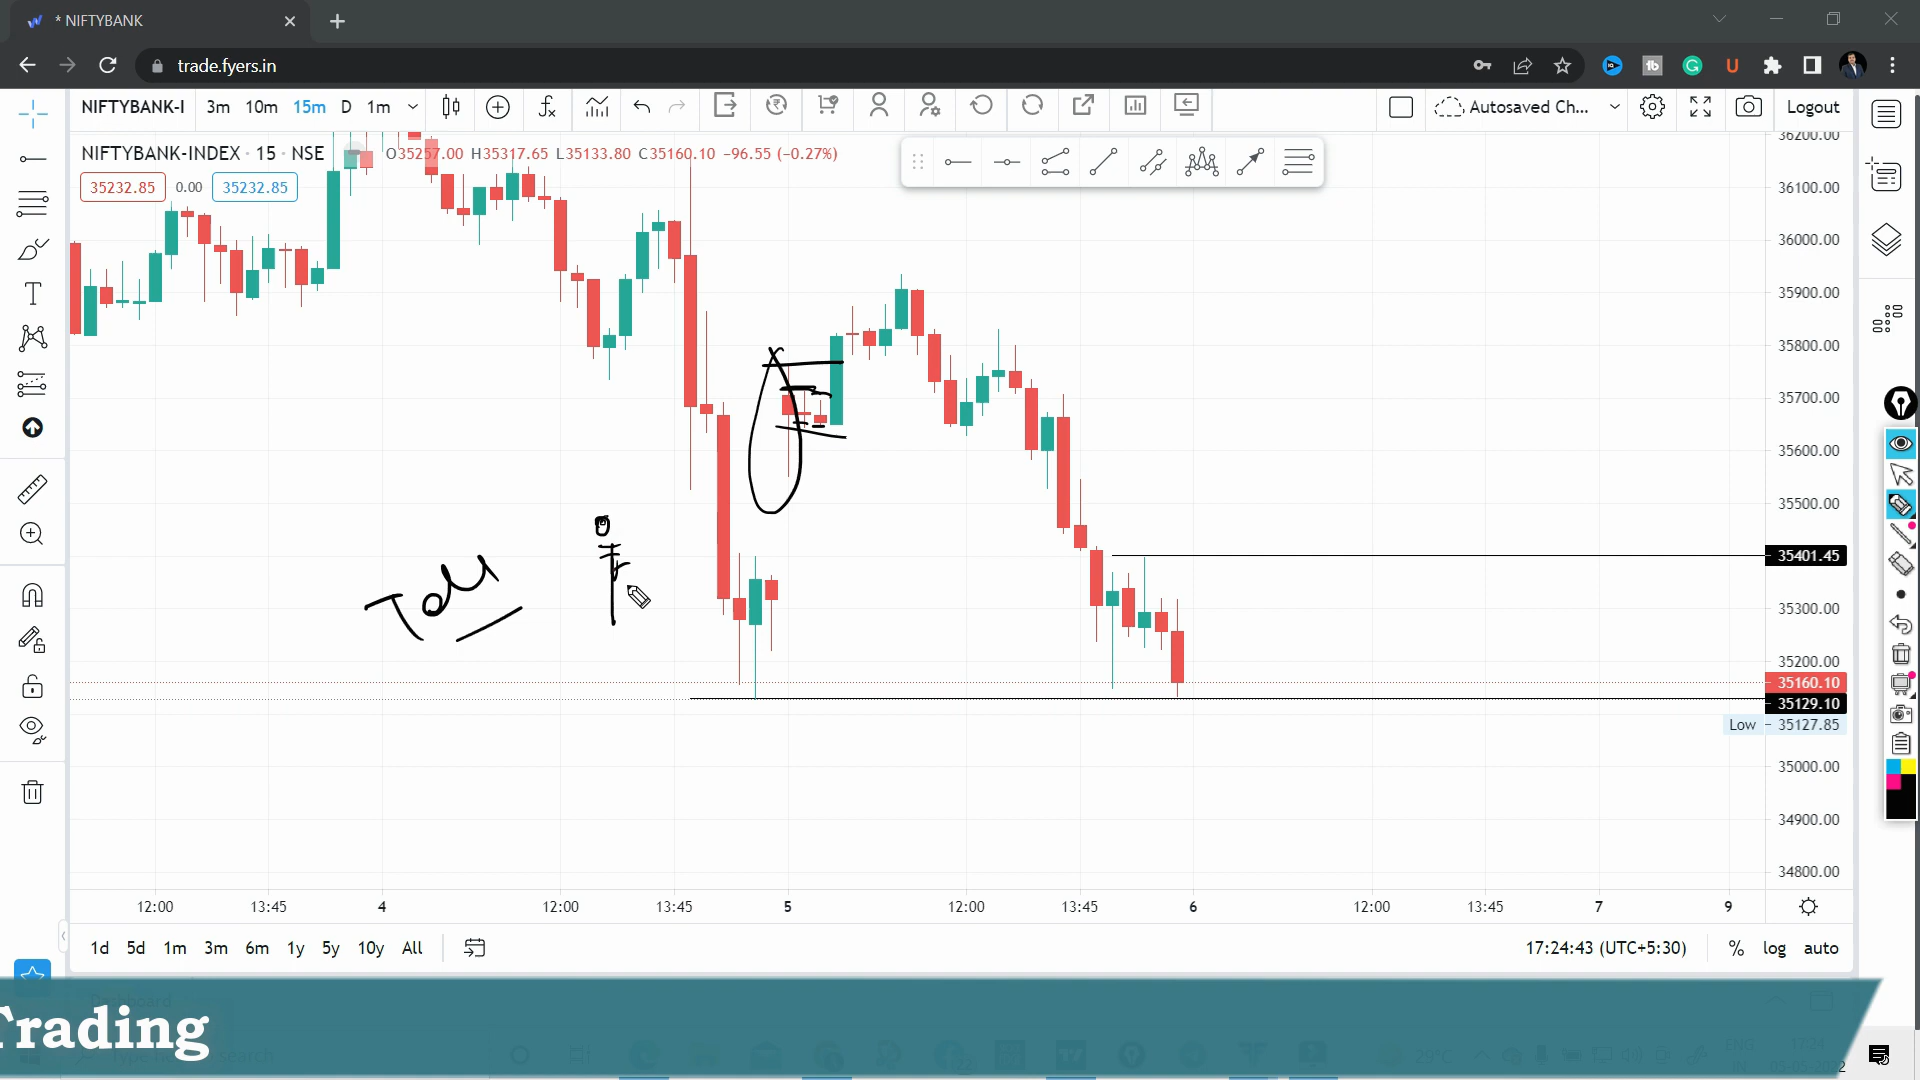 * NIFTYBANK
trade.fyers.in
NIFTYBANK-I 3m 10m 15m D 1m Autosaved Ch... Logout
NIFTYBANK-INDEX · 15 · NSE O35257.00 H35317.65 L35133.80 C35160.10 −96.55 (−0.27%)
35232.85 0.00 35232.85
36200.00
36100.00
36000.00
35900.00
35800.00
35700.00
35600.00
35500.00
35401.45
35300.00
35200.00
35160.10
35129.10
Low 35127.85
35000.00
34900.00
34800.00
12:00 13:45 4 12:00 13:45 5 12:00 13:45 6 12:00 13:45 7 9
1d 5d 1m 3m 6m 1y 5y 10y All 17:24:43 (UTC+5:30) % log auto
Trading